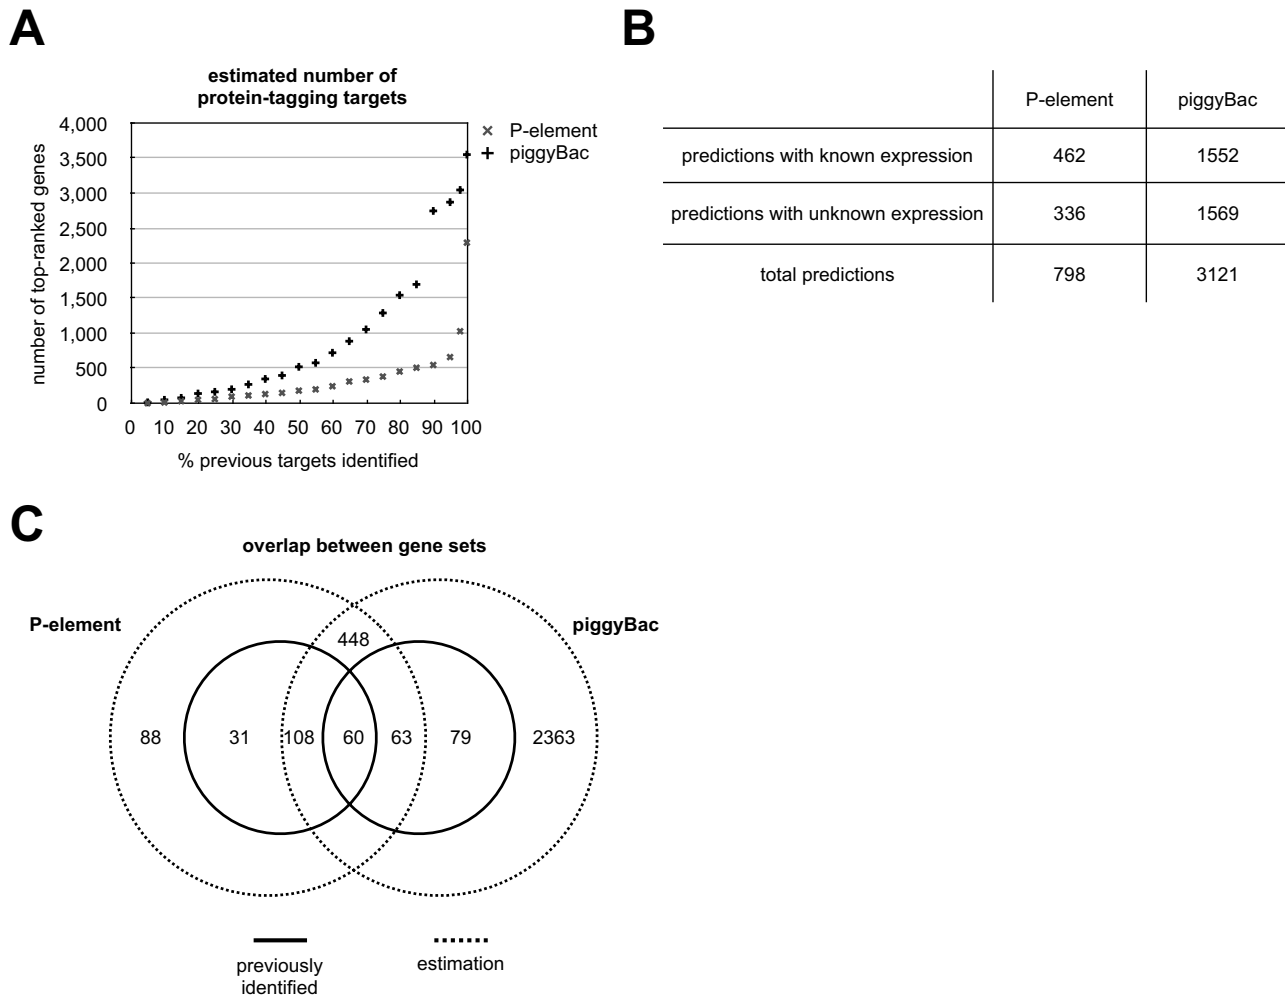 A
estimated number of
protein-tagging targets
number of top-ranked genes
4,000
3,500
3,000
2,500
2,000
1,500
1,000
500
0
0 10 20 30 40 50 60 70 80 90 100
% previous targets identified
P-element
piggyBac
B
P-element piggyBac
predictions with known expression 462 1552
predictions with unknown expression 336 1569
total predictions 798 3121
C
overlap between gene sets
P-element piggyBac
448
88 31 108 60 63 79 2363
previously
identified
estimation